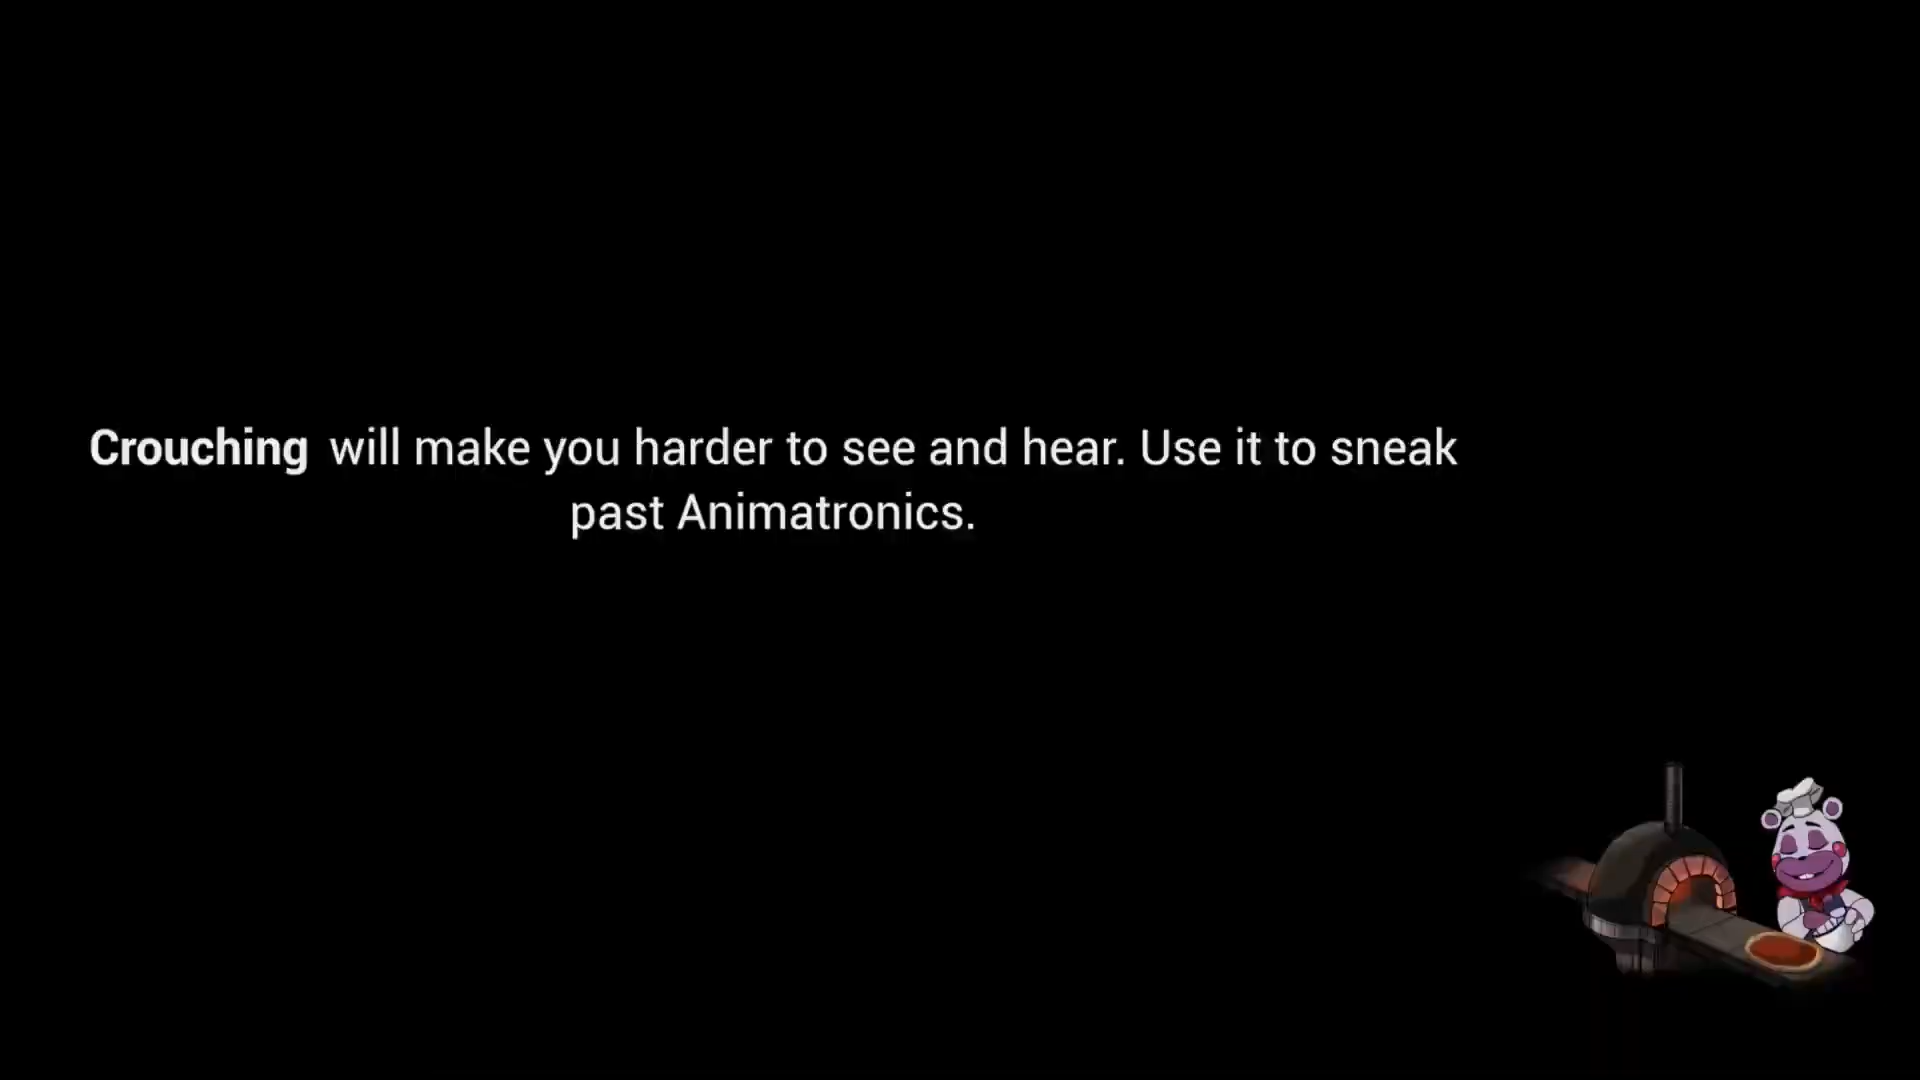 Crouching will make you harder to see and hear. Use it to sneak
past Animatronics.